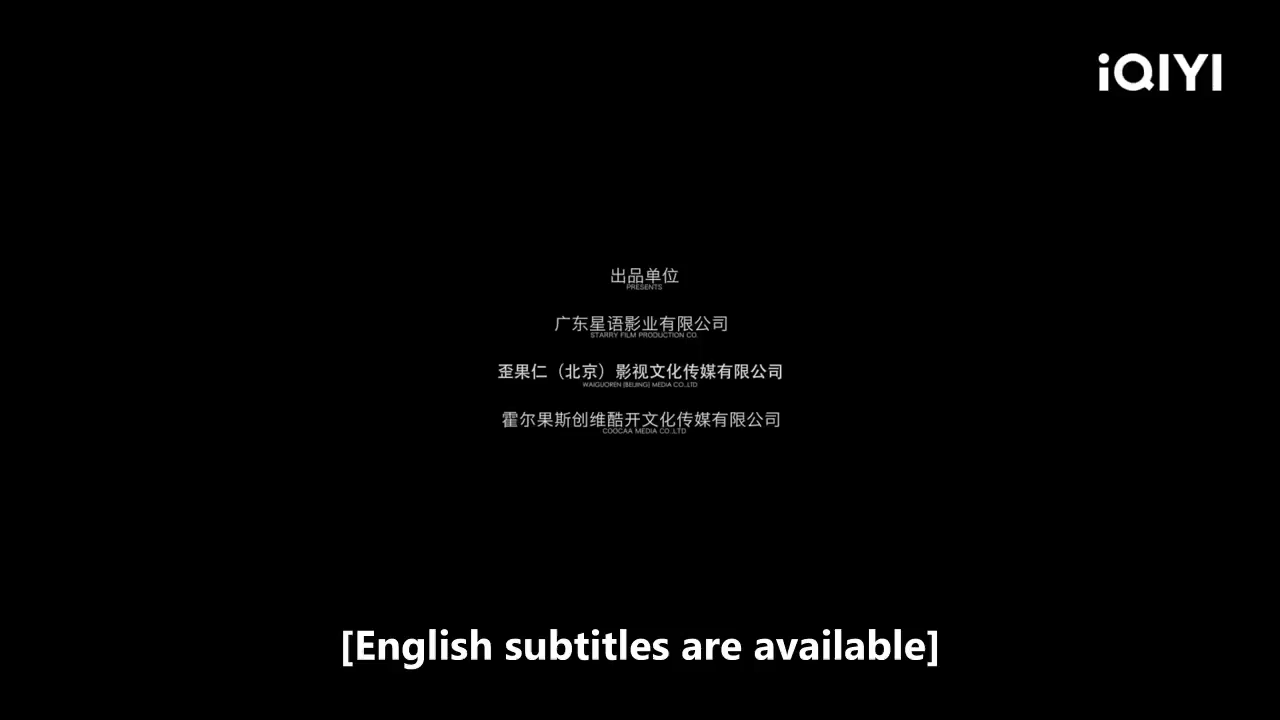 iQIYI
出品单位
PRESENTS
广东星语影业有限公司
STARRY FILM PRODUCTION CO.
歪果仁（北京）影视文化传媒有限公司
WAIGUOREN (BEIJING) MEDIA CO.,LTD
霍尔果斯创维酷开文化传媒有限公司
COOCAA MEDIA CO.,LTD.
[English subtitles are available]